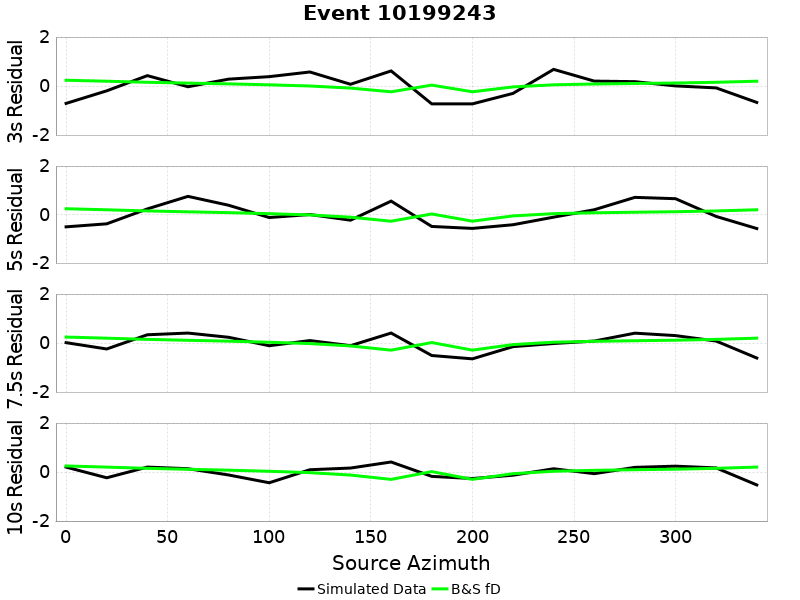 Event 10199243
3s Residual
2
0
-2
5s Residual
2
0
-2
7.5s Residual
2
0
-2
10s Residual
2
0
-2
0 50 100 150 200 250 300
Source Azimuth
Simulated Data B&S fD